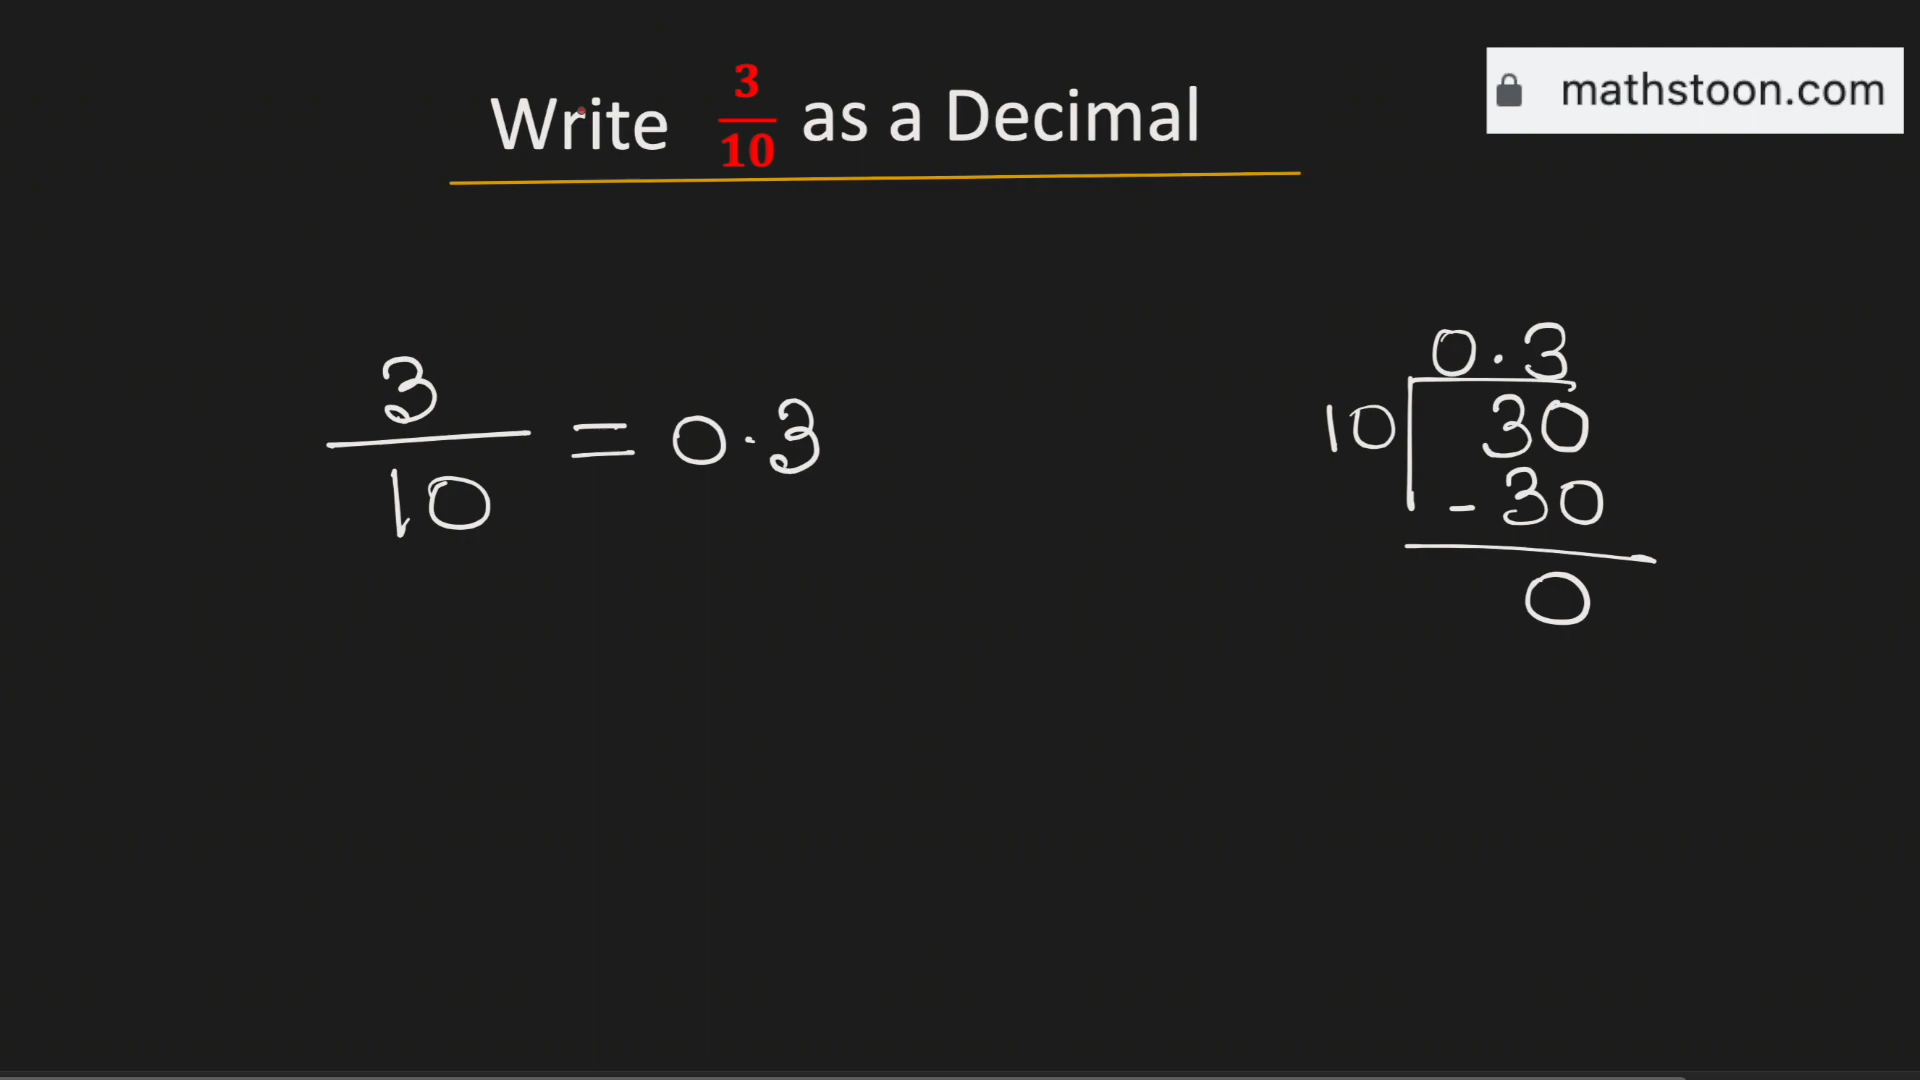 mathstoon.com
Write 3/10 as a Decimal
3/10 = 0.3
0.3
10 30
- 30
0